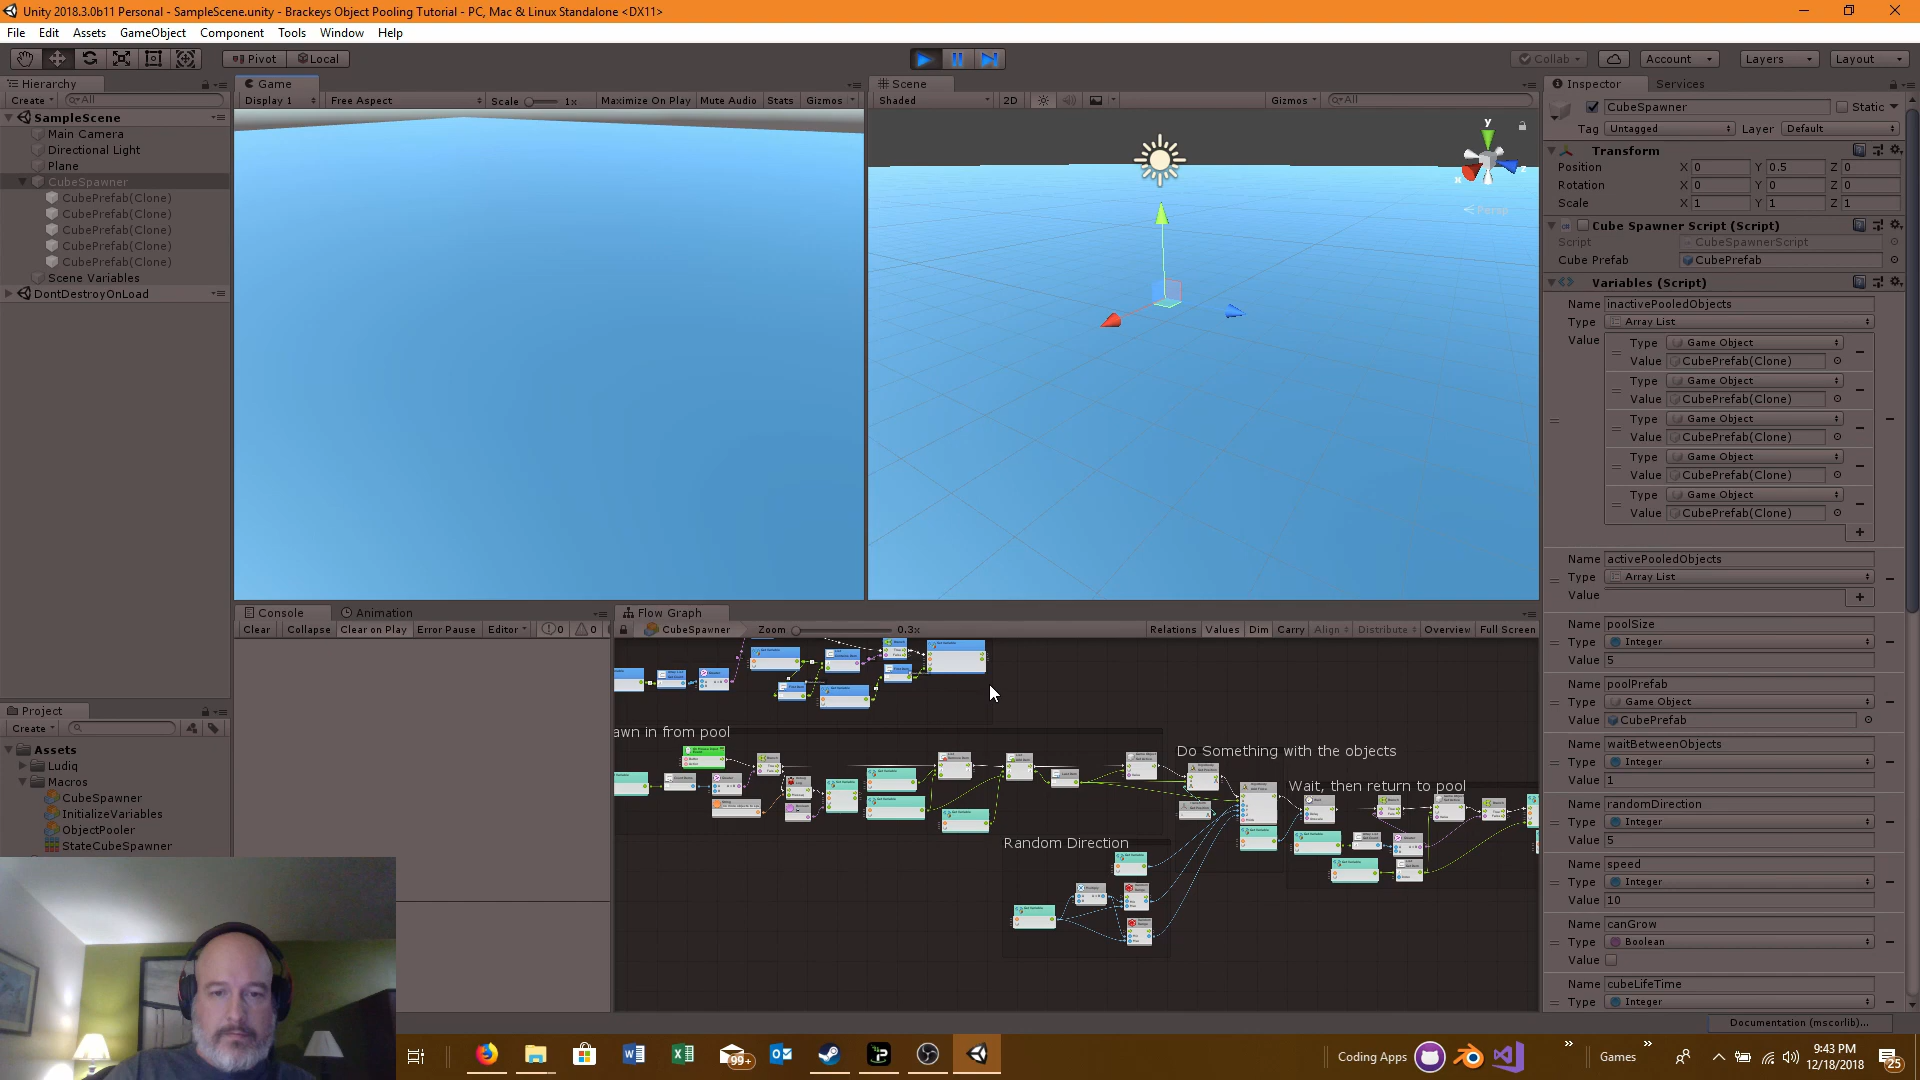 Unity 2018.3.0b11 Personal - SampleScene.unity - Brackeys Object Pooling Tutorial - PC, Mac & Linux Standalone <DX11>
File Edit Assets GameObject Component Tools Window Help
Pivot Local
Collab Account Layers Layout
Hierarchy
Create All
SampleScene
Main Camera
Directional Light
Plane
CubeSpawner
CubePrefab(Clone)
CubePrefab(Clone)
CubePrefab(Clone)
CubePrefab(Clone)
CubePrefab(Clone)
Scene Variables
DontDestroyOnLoad
Game
Display 1 Free Aspect Scale 1x Maximize On Play Mute Audio Stats Gizmos
Scene
Shaded 2D Gizmos All
y
x
z
Persp
Inspector Services
CubeSpawner Static
Tag Untagged Layer Default
Transform
Position X 0 Y 0.5 Z 0
Rotation X 0 Y 0 Z 0
Scale X 1 Y 1 Z 1
Cube Spawner Script (Script)
Script CubeSpawnerScript
Cube Prefab CubePrefab
Variables (Script)
Name inactivePooledObjects
Type Array List
Value
Type Game Object
Value CubePrefab(Clone)
Type Game Object
Value CubePrefab(Clone)
Type Game Object
Value CubePrefab(Clone)
Type Game Object
Value CubePrefab(Clone)
Type Game Object
Value CubePrefab(Clone)
Name activePooledObjects
Type Array List
Value
Name poolSize
Type Integer
Value 5
Name poolPrefab
Type Game Object
Value CubePrefab
Name waitBetweenObjects
Type Integer
Value 1
Name randomDirection
Type Integer
Value 5
Name speed
Type Integer
Value 10
Name canGrow
Type Boolean
Value
Name cubeLifeTime
Type Integer
Documentation (mscorlib)...
Console Animation
Clear Collapse Clear on Play Error Pause Editor 0 0
Flow Graph
CubeSpawner Zoom 0.3x Relations Values Dim Carry Align Distribute Overview Full Screen
awn in from pool
Do Something with the objects
Wait, then return to pool
Random Direction
Project
Create
Assets
Ludiq
Macros
CubeSpawner
InitializeVariables
ObjectPooler
StateCubeSpawner
99+
Coding Apps
Games
9:43 PM
12/18/2018
25